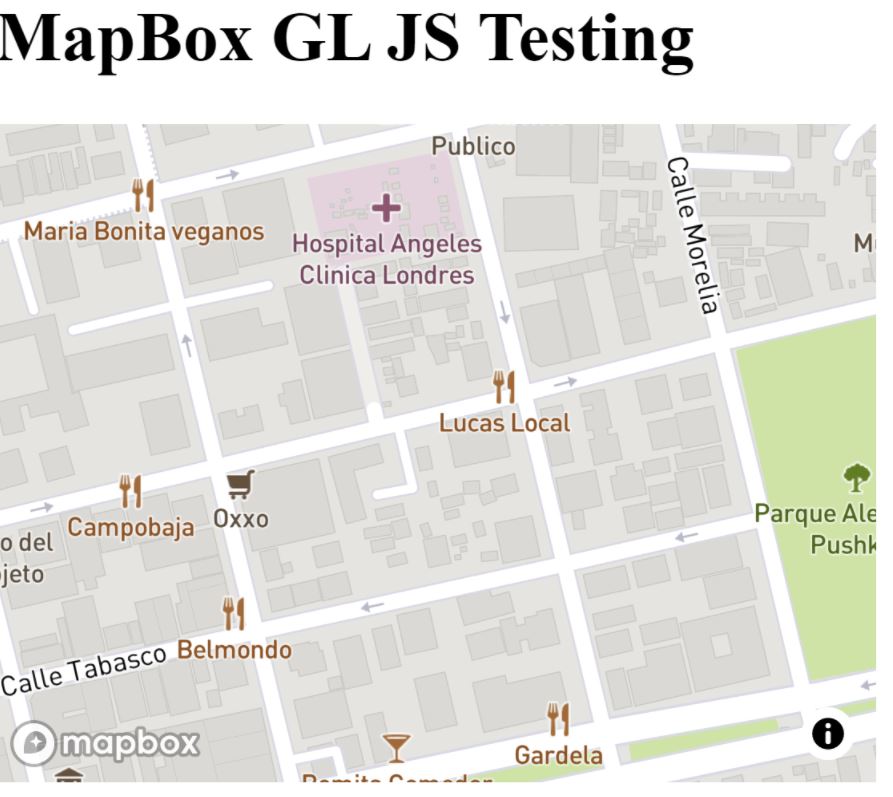 MapBox GL JS Testing
Publico
Calle Morelia
Maria Bonita veganos
Hospital Angeles
Clinica Londres
Lucas Local
Campobaja
Oxxo
o del
jeto
Parque Ale
Pushk
Belmondo
Calle Tabasco
mapbox
Gardela